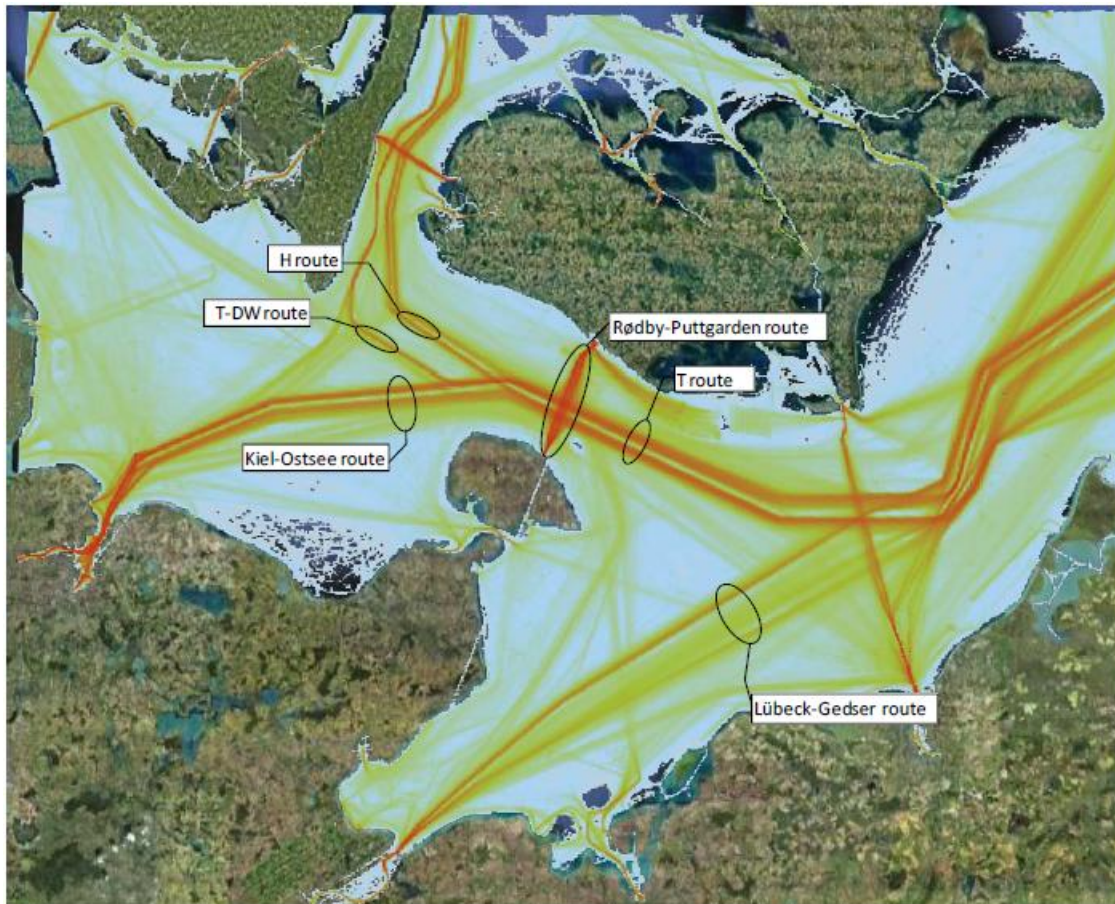 H route
T-DW route
Rødby-Puttgarden route
T route
Kiel-Ostsee route
Lübeck-Gedser route